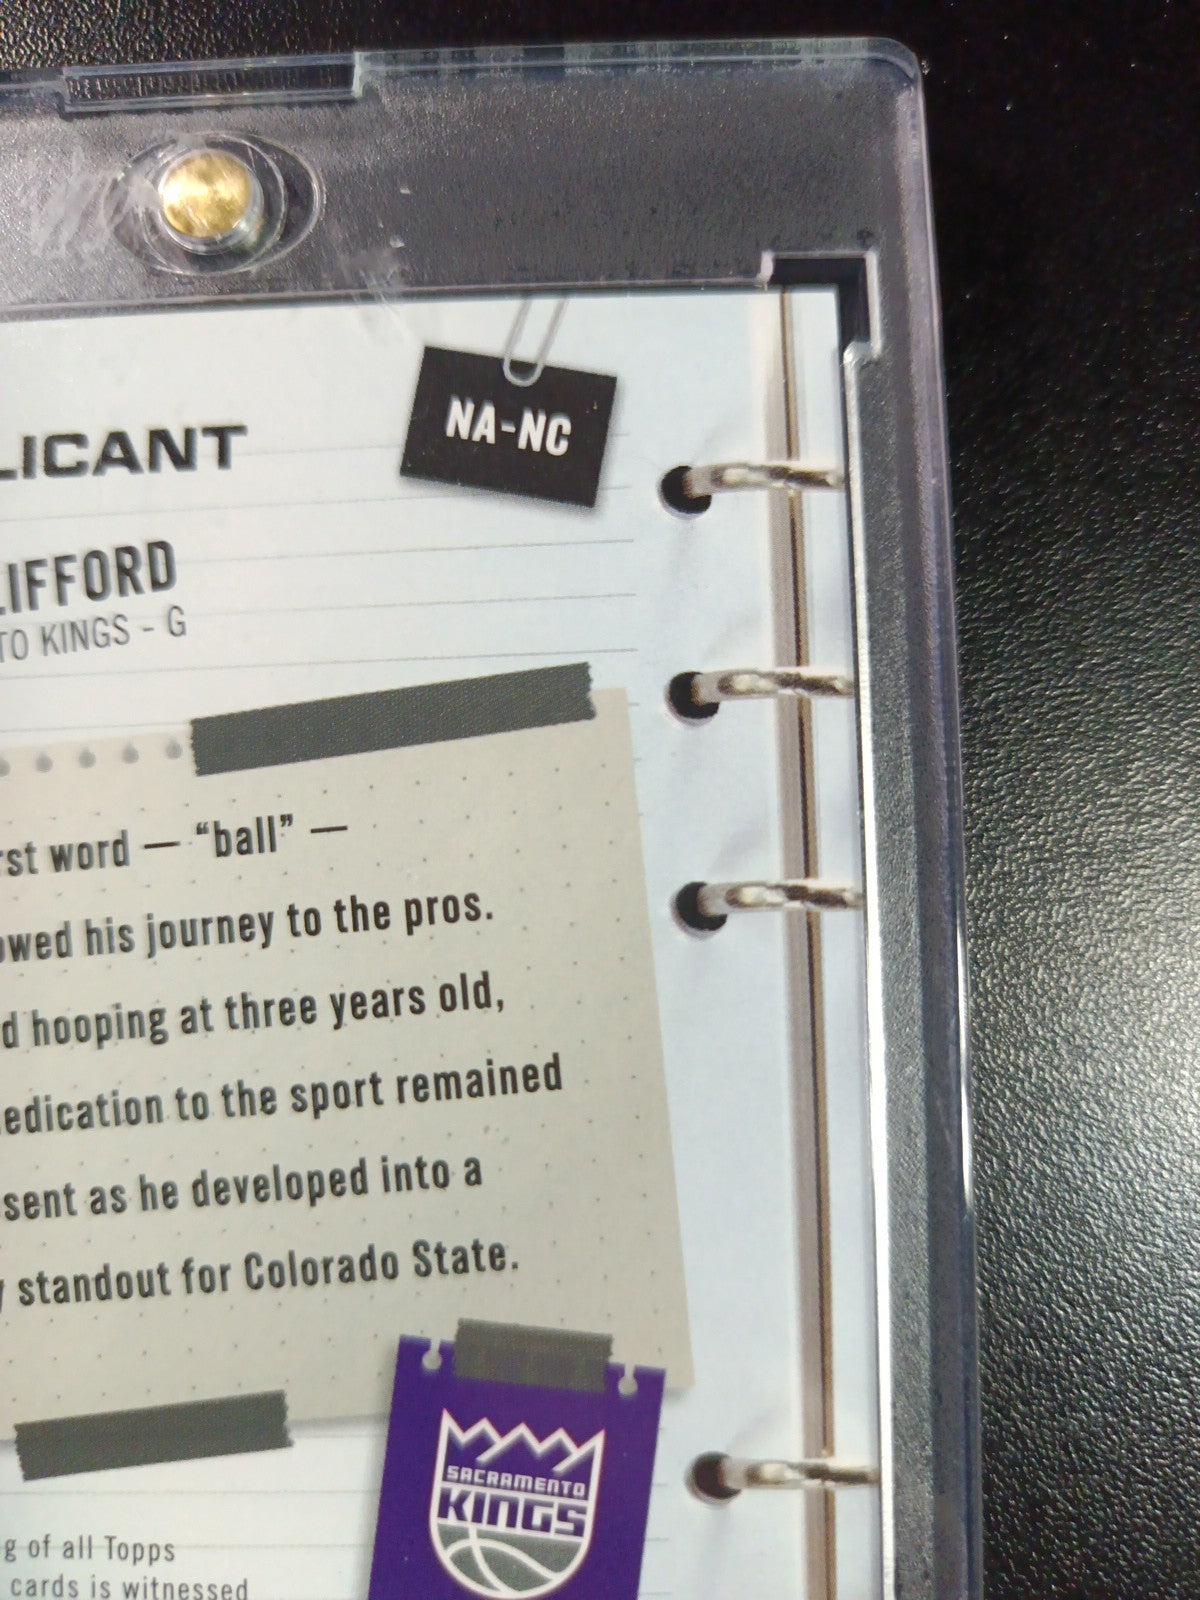 NA-NC
LICANT
LIFFORD
TO KINGS - G
rst word — “ball” —
owed his journey to the pros.
d hooping at three years old,
edication to the sport remained
sent as he developed into a
y standout for Colorado State.
SACRAMENTO
KINGS
g of all Topps
cards is witnessed